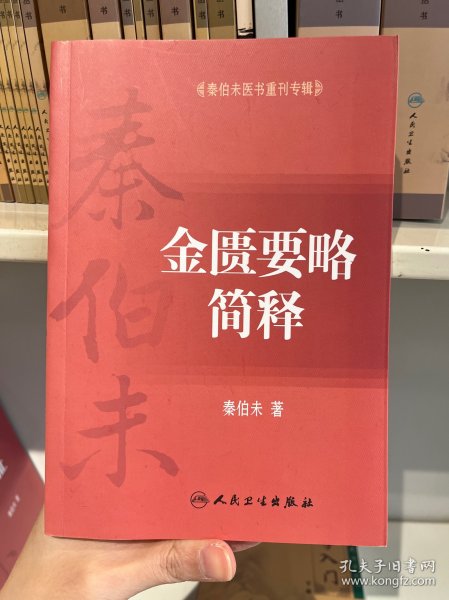 秦伯未医书重刊专辑
秦伯未
金匮要略
简释
秦伯未 著
人民卫生出版社
孔夫子旧书网
www.kongfz.com